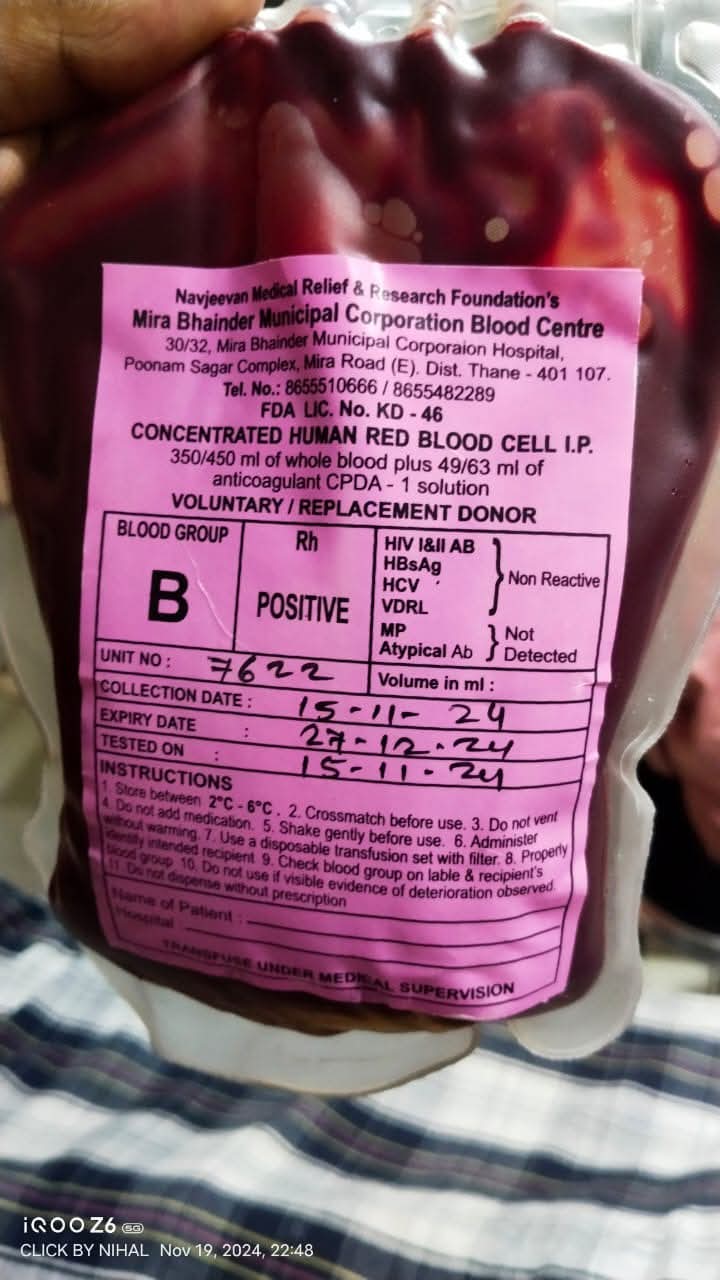 Navjeevan Medical Relief & Research Foundation's
Mira Bhainder Municipal Corporation Blood Centre
30/32, Mira Bhainder Municipal Corporaion Hospital,
Poonam Sagar Complex, Mira Road (E). Dist. Thane - 401 107.
Tel. No.: 8655510666 / 8655482289
FDA LIC. No. KD - 46
CONCENTRATED HUMAN RED BLOOD CELL I.P.
350/450 ml of whole blood plus 49/63 ml of
anticoagulant CPDA - 1 solution
VOLUNTARY / REPLACEMENT DONOR
BLOOD GROUP
B
Rh
POSITIVE
HIV I&II AB
HBsAg
HCV
VDRL
Non Reactive
MP
Atypical Ab
Not
Detected
UNIT NO : 7622
Volume in ml :
COLLECTION DATE : 15-11-24
EXPIRY DATE : 27-12-24
TESTED ON : 15-11-24
INSTRUCTIONS
1. Store between 2°C - 6°C. 2. Crossmatch before use. 3. Do not vent
4. Do not add medication. 5. Shake gently before use. 6. Administer
without warming. 7. Use a disposable transfusion set with filter. 8. Properly
identify intended recipient 9. Check blood group on lable & recipient's
blood group 10. Do not use if visible evidence of deterioration observed.
11. Do not dispense without prescription
Name of Patient :
Hospital
TRANSFUSE UNDER MEDICAL SUPERVISION
iQOO Z6 5G
CLICK BY NIHAL Nov 19, 2024, 22:48